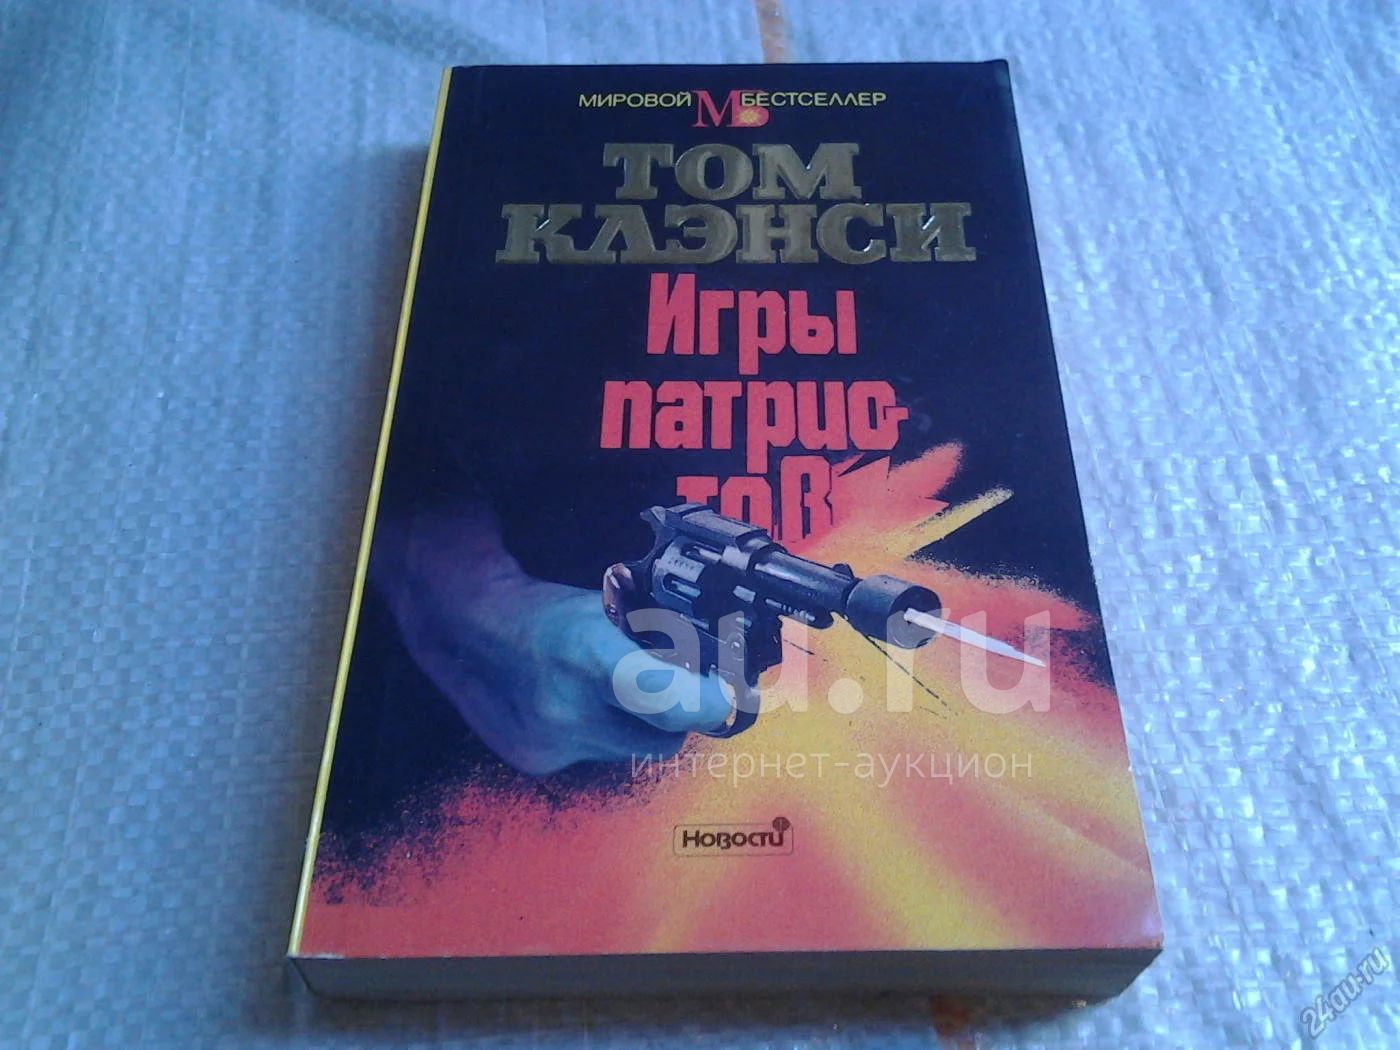 МИРОВОЙ МБ БЕСТСЕЛЛЕР
ТОМ
КЛЭНСИ
Игры
патрио-
тов
au.ru
интернет-аукцион
Новости
24au.ru